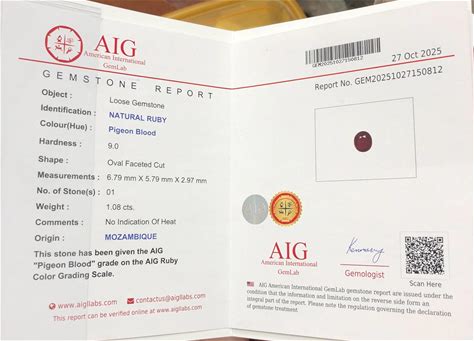 AIG
American International
GemLab
GEMSTONE REPORT
Object : Loose Gemstone
Identification : NATURAL RUBY
Colour(Hue) : Pigeon Blood
Hardness : 9.0
Shape : Oval Faceted Cut
Measurement : 6.79 mm X 5.79 mm X 2.97 mm
No. of Stone(s) : 01
Weight : 1.08 cts.
Comments : No Indication Of Heat
Origin : MOZAMBIQUE
This stone has been given the AIG
"Pigeon Blood" grade on the AIG Ruby
Color Grading Scale.
www.aigllabs.com contactus@aigllabs.com
This report can be verified online at www.aigllabs.com
GEM20251027150812
27 Oct 2025
Report No. GEM20251027150812
AIG
American International
GemLab
Gemologist
Scan Here
AIG American International GemLab gemstone report are issued under the
condition that the information and limitation on the reverse side form an
integral part of the report. Please note the regulation governing the declaration
of gemstone treatment.